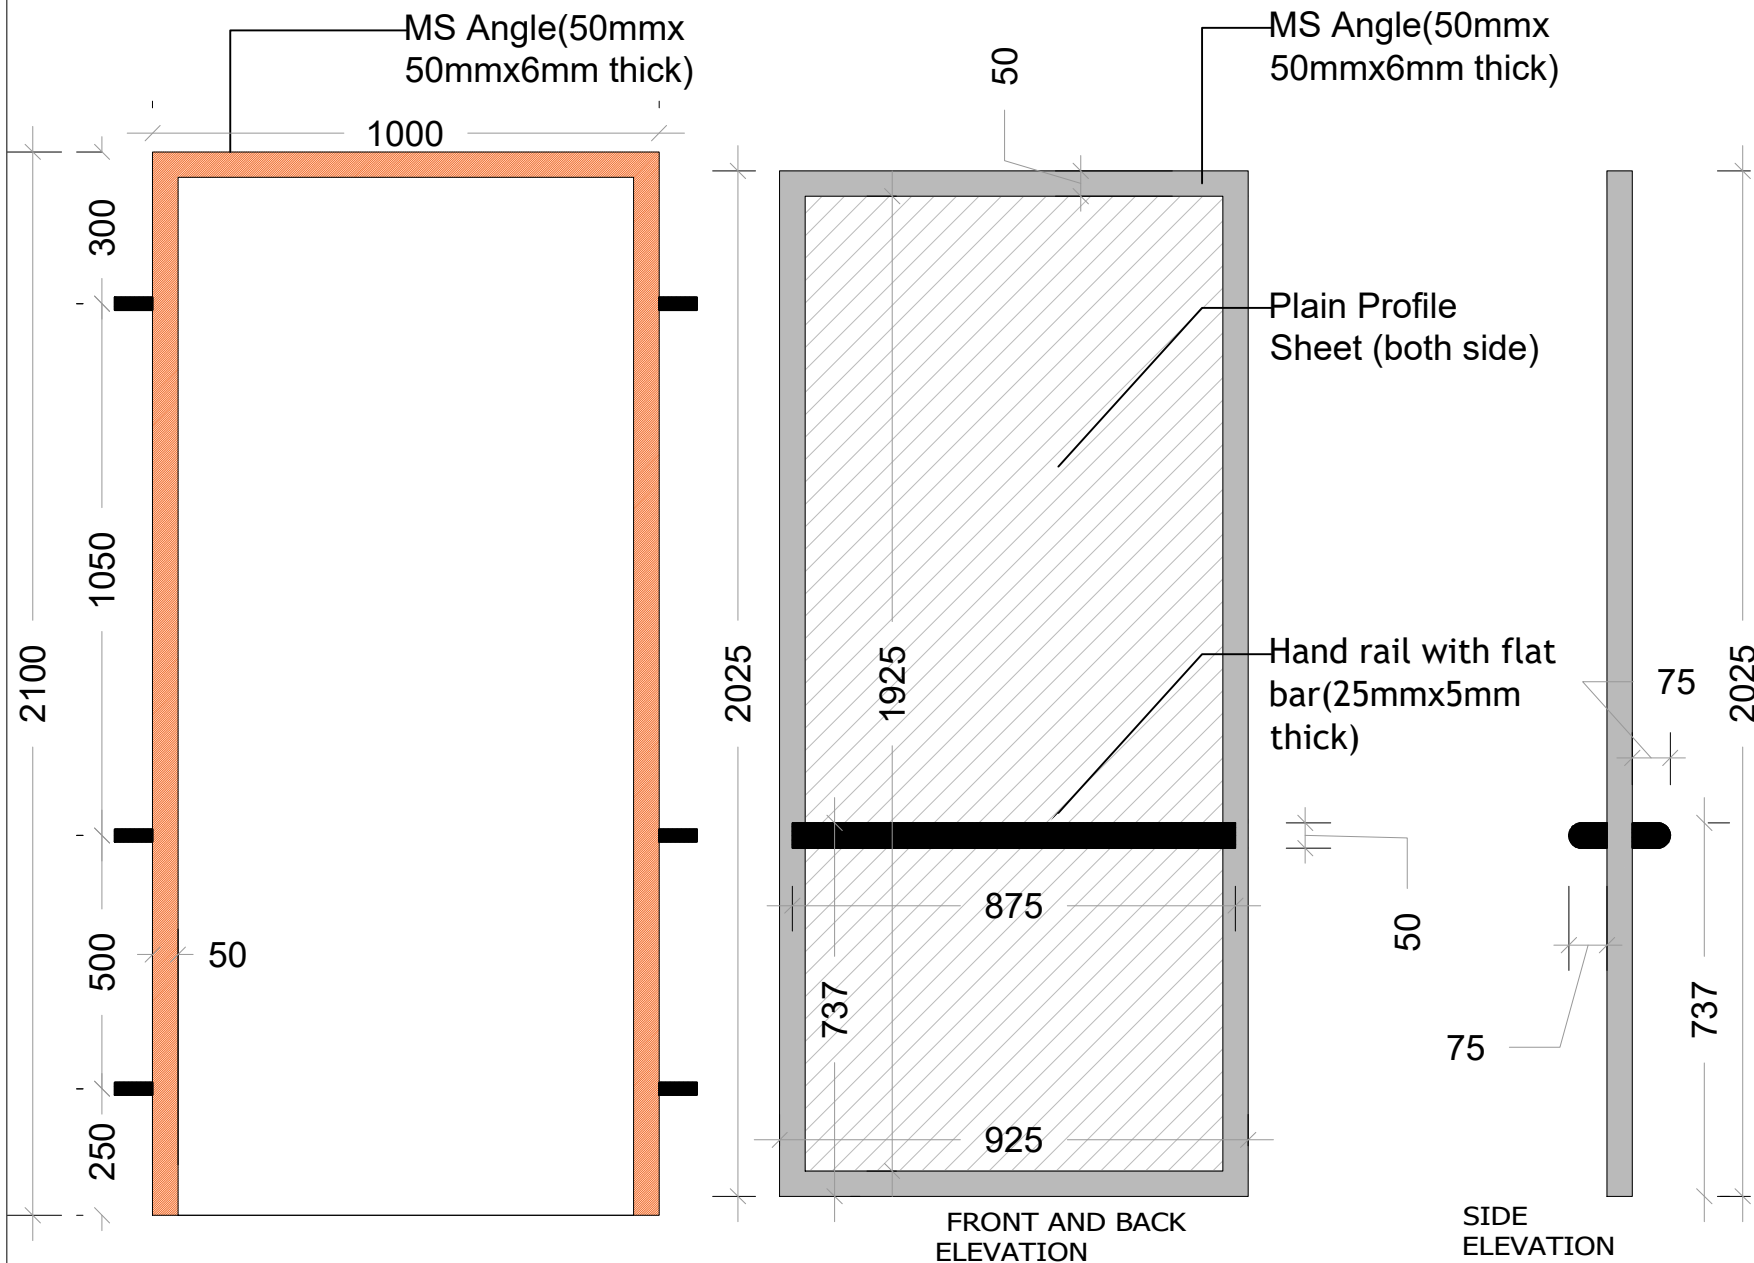 MS Angle(50mmx
50mmx6mm thick)
1000
300
1050
2100
500
50
250
MS Angle(50mmx
50mmx6mm thick)
50
Plain Profile
Sheet (both side)
2025
1925
Hand rail with flat
bar(25mmx5mm
thick)
875
50
737
925
FRONT AND BACK
ELEVATION
75
2025
75
737
SIDE
ELEVATION